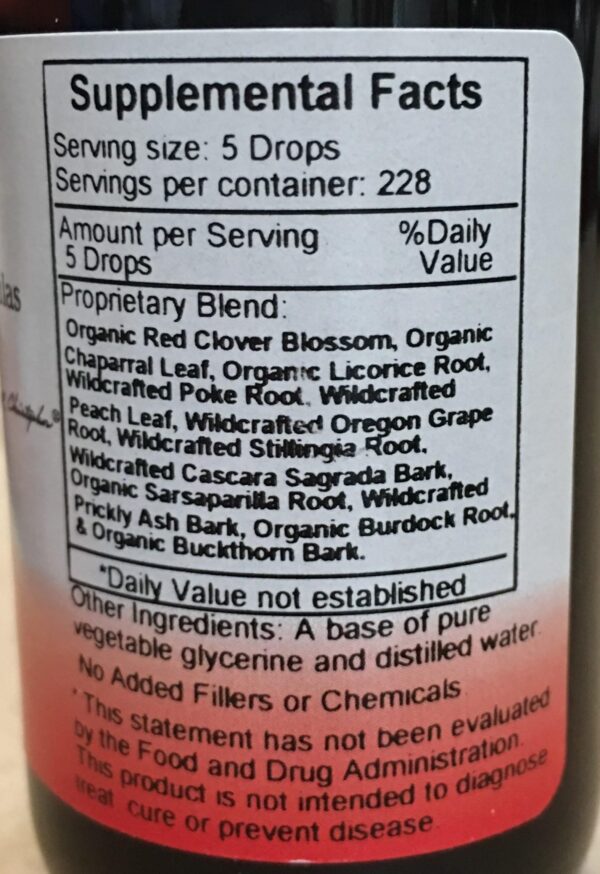 Supplemental Facts
Serving size: 5 Drops
Servings per container: 228
Amount per Serving %Daily
5 Drops Value
Proprietary Blend:
Organic Red Clover Blossom, Organic
Chaparral Leaf, Organic Licorice Root,
Wildcrafted Poke Root, Wildcrafted
Peach Leaf, Wildcrafted Oregon Grape
Root, Wildcrafted Stillingia Root,
Wildcrafted Cascara Sagrada Bark,
Organic Sarsaparilla Root, Wildcrafted
Prickly Ash Bark, Organic Burdock Root,
& Organic Buckthorn Bark.
*Daily Value not established
Other Ingredients: A base of pure
vegetable glycerine and distilled water.
No Added Fillers or Chemicals
*This statement has not been evaluated
by the Food and Drug Administration.
This product is not intended to diagnose
treat cure or prevent disease